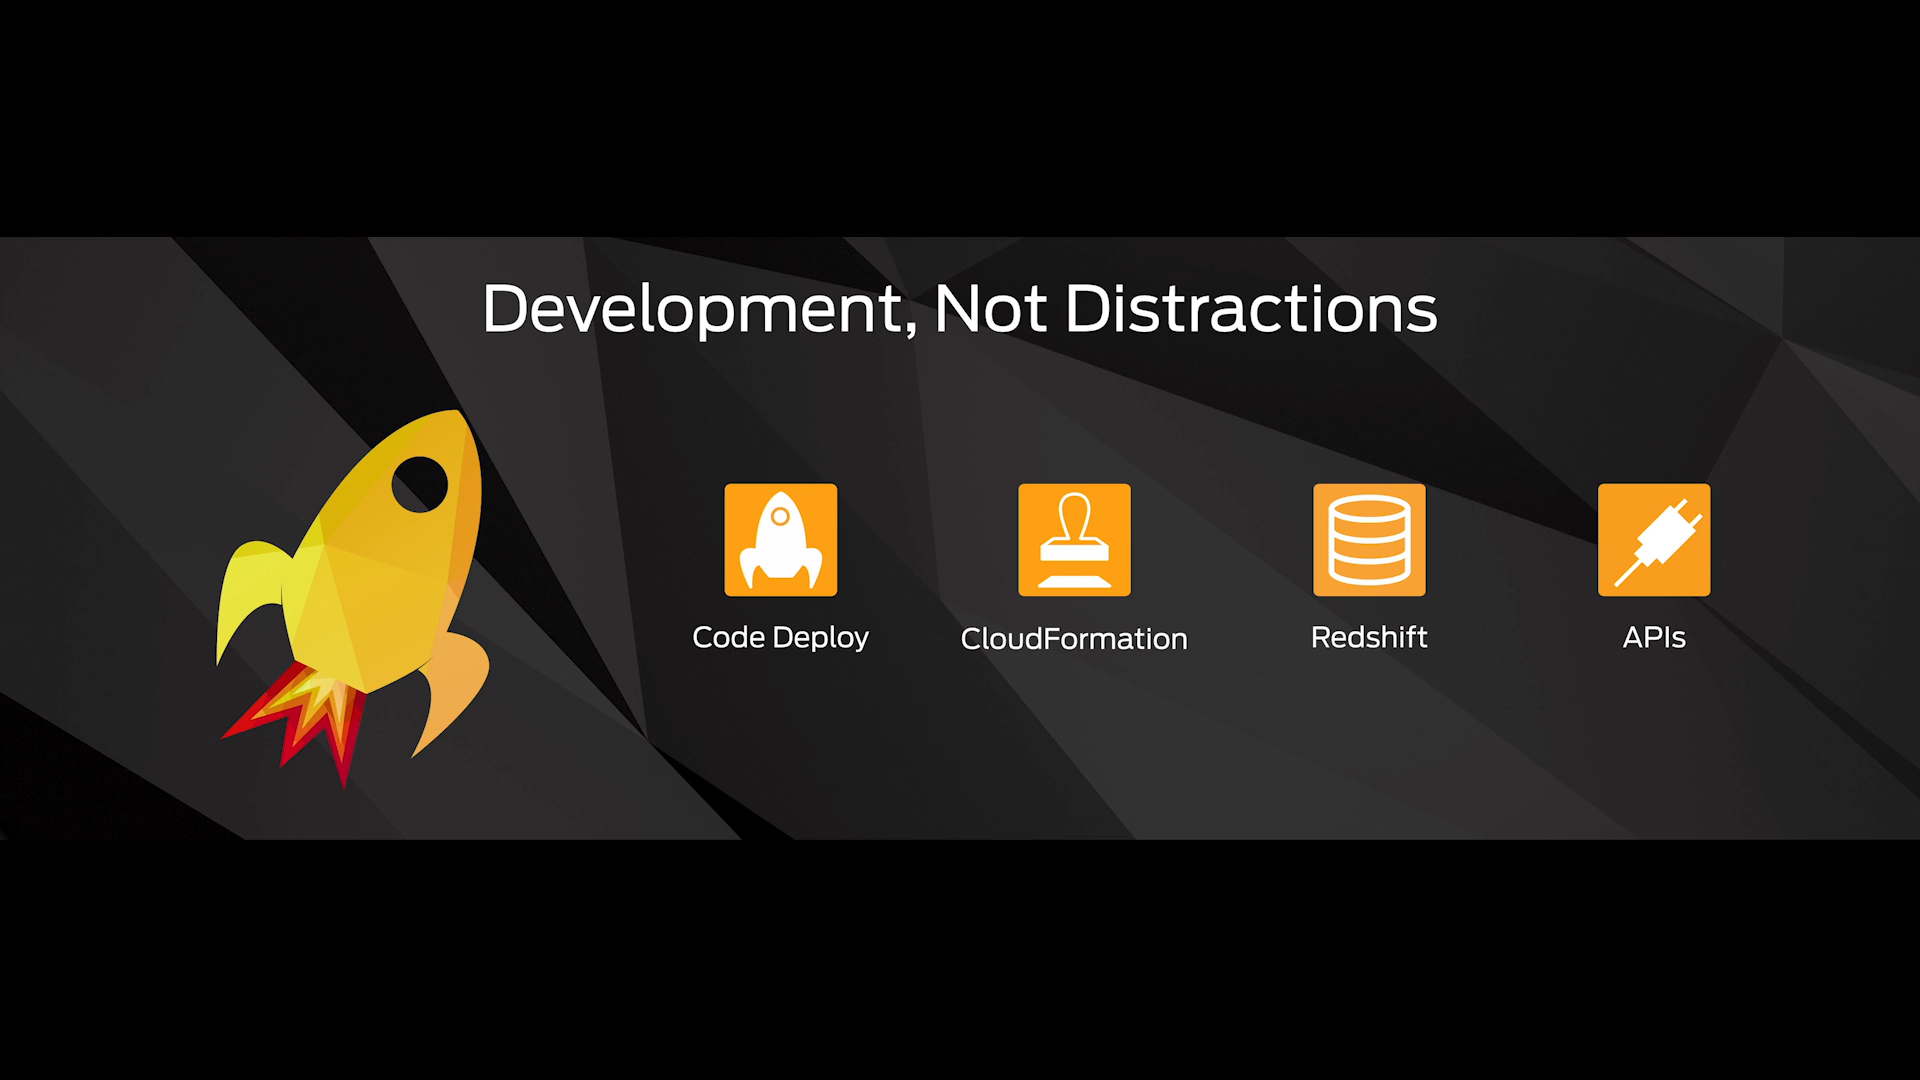 Development, Not Distractions
Code Deploy
CloudFormation
Redshift
APIs